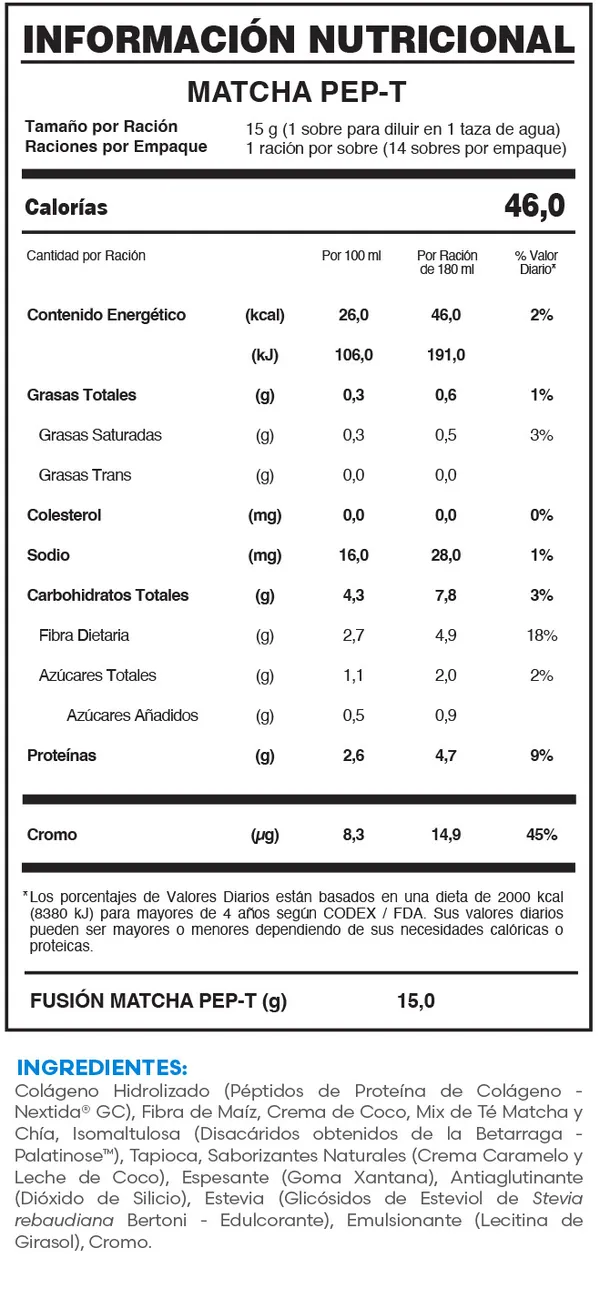 INFORMACIÓN NUTRICIONAL
MATCHA PEP-T
Tamaño por Ración 15 g (1 sobre para diluir en 1 taza de agua)
Raciones por Empaque 1 ración por sobre (14 sobres por empaque)
Calorías 46,0
Cantidad por Ración Por 100 ml Por Ración de 180 ml % Valor Diario*
Contenido Energético (kcal) 26,0 46,0 2%
(kJ) 106,0 191,0
Grasas Totales (g) 0,3 0,6 1%
Grasas Saturadas (g) 0,3 0,5 3%
Grasas Trans (g) 0,0 0,0
Colesterol (mg) 0,0 0,0 0%
Sodio (mg) 16,0 28,0 1%
Carbohidratos Totales (g) 4,3 7,8 3%
Fibra Dietaria (g) 2,7 4,9 18%
Azúcares Totales (g) 1,1 2,0 2%
Azúcares Añadidos (g) 0,5 0,9
Proteínas (g) 2,6 4,7 9%
Cromo (µg) 8,3 14,9 45%
*Los porcentajes de Valores Diarios están basados en una dieta de 2000 kcal
(8380 kJ) para mayores de 4 años según CODEX / FDA. Sus valores diarios
pueden ser mayores o menores dependiendo de sus necesidades calóricas o
proteicas.
FUSIÓN MATCHA PEP-T (g) 15,0
INGREDIENTES:
Colágeno Hidrolizado (Péptidos de Proteína de Colágeno -
Nextida® GC), Fibra de Maíz, Crema de Coco, Mix de Té Matcha y
Chía, Isomaltulosa (Disacáridos obtenidos de la Betarraga -
Palatinose™), Tapioca, Saborizantes Naturales (Crema Caramelo y
Leche de Coco), Espesante (Goma Xantana), Antiaglutinante
(Dióxido de Silicio), Estevia (Glicósidos de Esteviol de Stevia
rebaudiana Bertoni - Edulcorante), Emulsionante (Lecitina de
Girasol), Cromo.